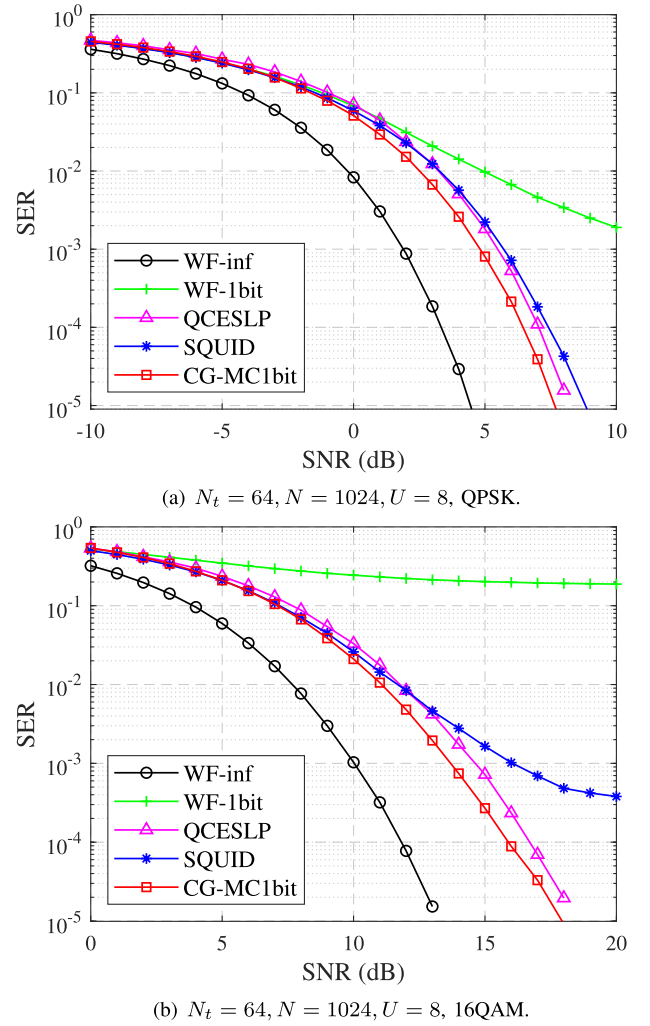 10^0
10^-1
10^-2
10^-3
10^-4
10^-5
SER
WF-inf
WF-1bit
QCESLP
SQUID
CG-MC1bit
-10 -5 0 5 10
SNR (dB)
(a) N_t = 64, N = 1024, U = 8, QPSK.
10^0
10^-1
10^-2
10^-3
10^-4
10^-5
SER
WF-inf
WF-1bit
QCESLP
SQUID
CG-MC1bit
0 5 10 15 20
SNR (dB)
(b) N_t = 64, N = 1024, U = 8, 16QAM.